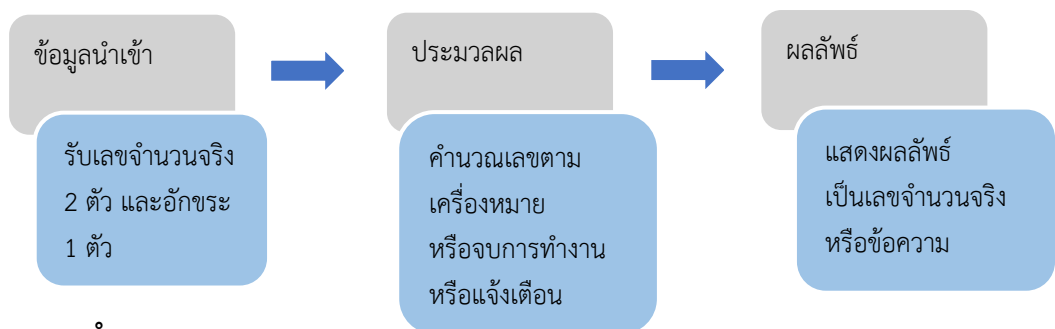 ข้อมูลนำเข้า
รับเลขจำนวนจริง
2 ตัว และอักขระ
1 ตัว
ประมวลผล
คำนวณเลขตาม
เครื่องหมาย
หรือจบการทำงาน
หรือแจ้งเตือน
ผลลัพธ์
แสดงผลลัพธ์
เป็นเลขจำนวนจริง
หรือข้อความ